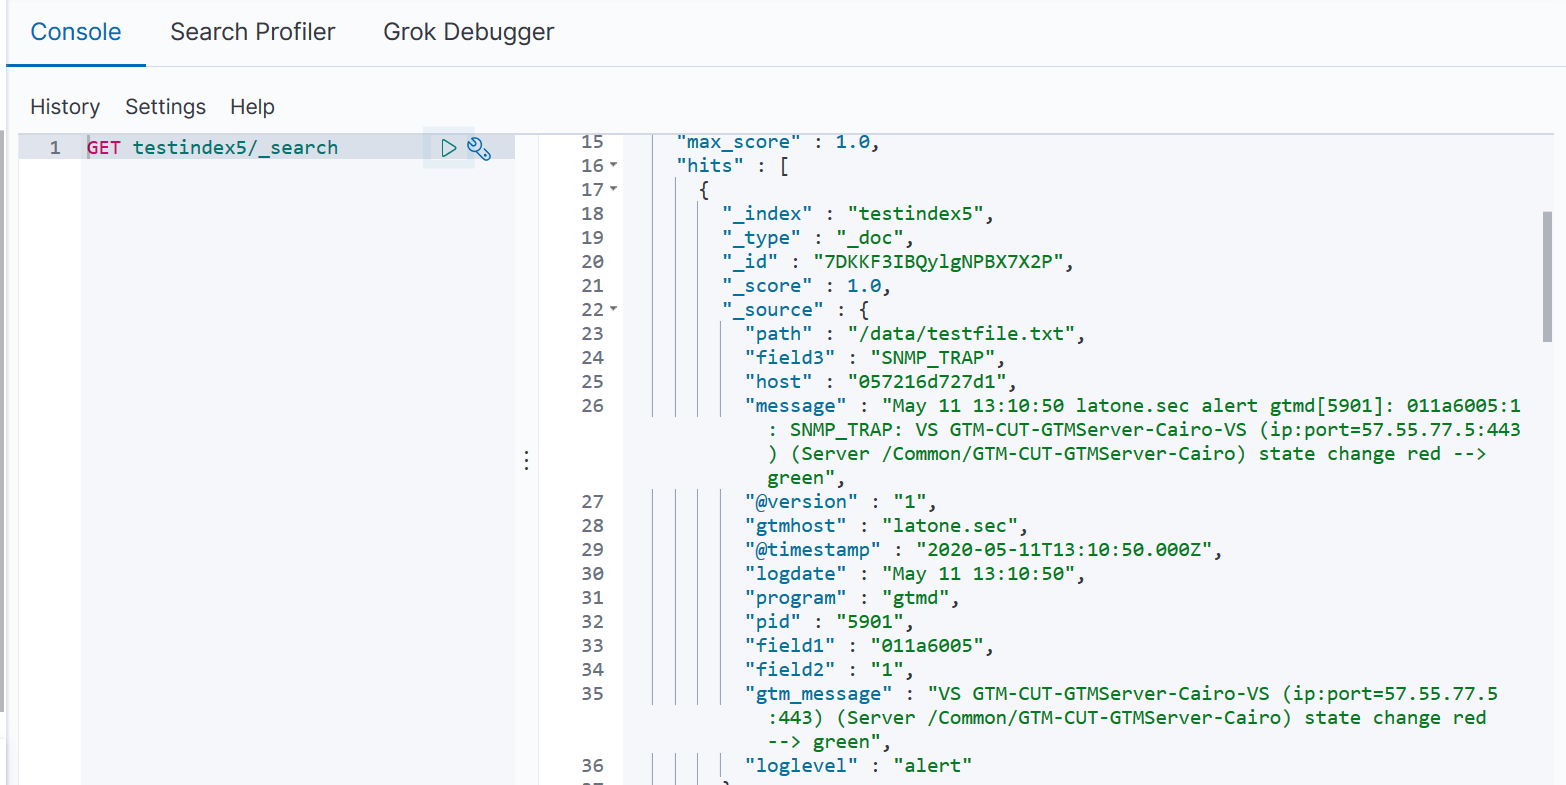 Console Search Profiler Grok Debugger
History Settings Help
1 GET testindex5/_search
15 "max_score" : 1.0,
16 "hits" : [
17 {
18 "_index" : "testindex5",
19 "_type" : "_doc",
20 "_id" : "7DKKF3IBQylgNPBX7X2P",
21 "_score" : 1.0,
22 "_source" : {
23 "path" : "/data/testfile.txt",
24 "field3" : "SNMP_TRAP",
25 "host" : "057216d727d1",
26 "message" : "May 11 13:10:50 latone.sec alert gtmd[5901]: 011a6005:1
: SNMP_TRAP: VS GTM-CUT-GTMServer-Cairo-VS (ip:port=57.55.77.5:443
) (Server /Common/GTM-CUT-GTMServer-Cairo) state change red -->
green",
27 "@version" : "1",
28 "gtmhost" : "latone.sec",
29 "@timestamp" : "2020-05-11T13:10:50.000Z",
30 "logdate" : "May 11 13:10:50",
31 "program" : "gtmd",
32 "pid" : "5901",
33 "field1" : "011a6005",
34 "field2" : "1",
35 "gtm_message" : "VS GTM-CUT-GTMServer-Cairo-VS (ip:port=57.55.77.5
:443) (Server /Common/GTM-CUT-GTMServer-Cairo) state change red
--> green",
36 "loglevel" : "alert"